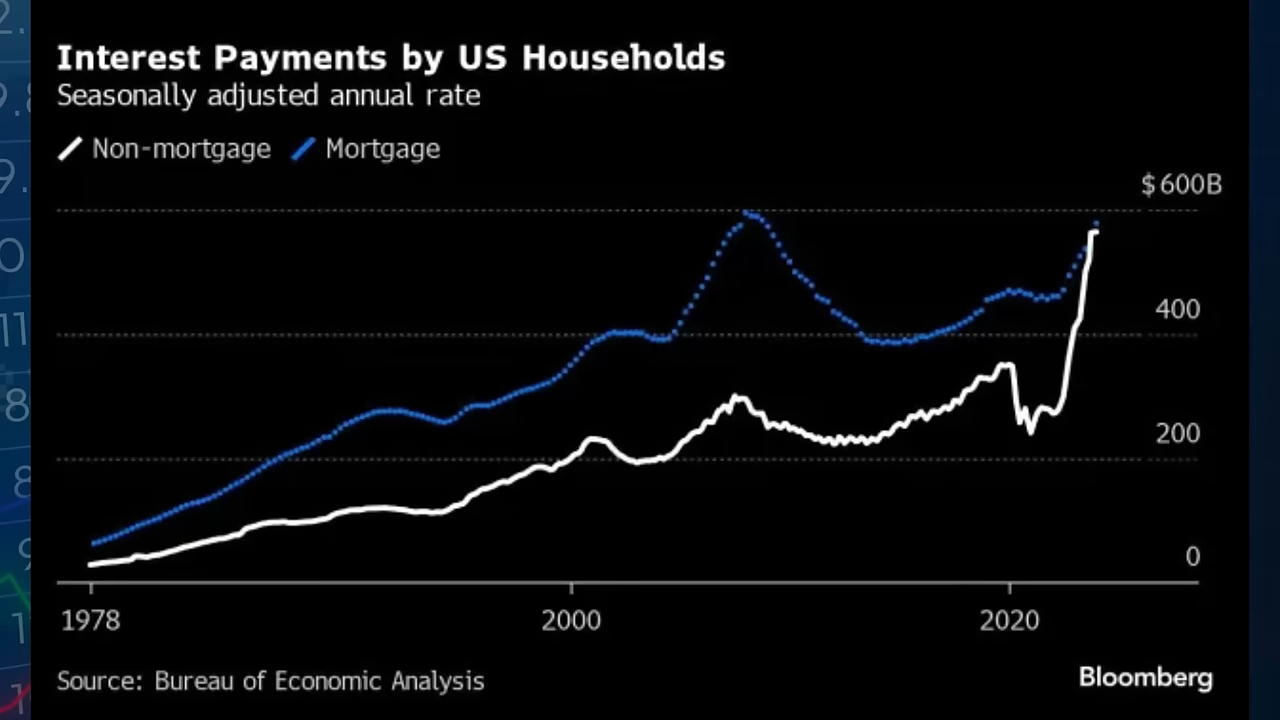 Interest Payments by US Households
Seasonally adjusted annual rate
Non-mortgage Mortgage
$600B
400
200
0
1978 2000 2020
Source: Bureau of Economic Analysis
Bloomberg